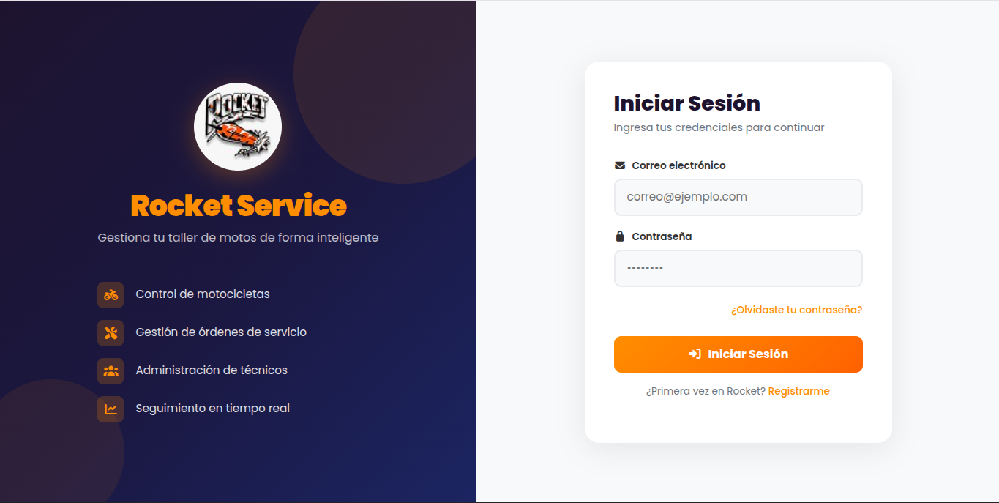 ROCKET
Rocket Service
Gestiona tu taller de motos de forma inteligente
Control de motocicletas
Gestión de órdenes de servicio
Administración de técnicos
Seguimiento en tiempo real
Iniciar Sesión
Ingresa tus credenciales para continuar
Correo electrónico
correo@ejemplo.com
Contraseña
••••••••
¿Olvidaste tu contraseña?
Iniciar Sesión
¿Primera vez en Rocket? Registrarme